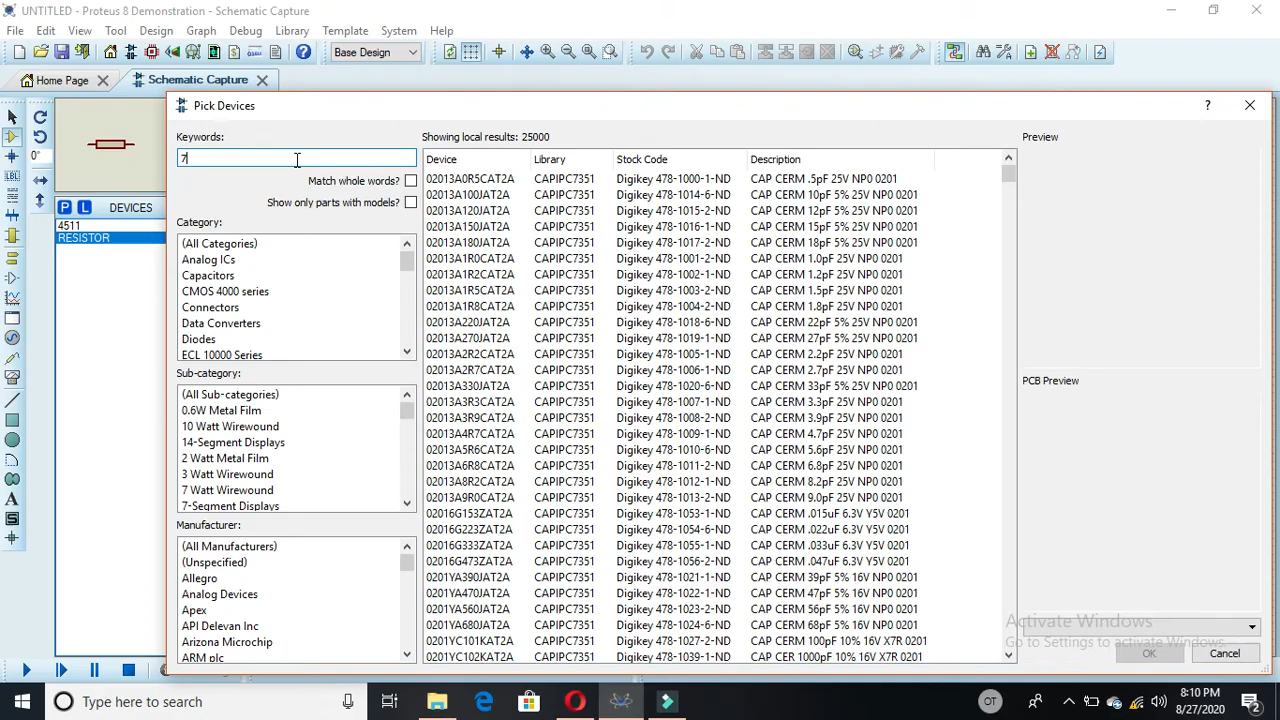 UNTITLED - Proteus 8 Demonstration - Schematic Capture
File Edit View Tool Design Graph Debug Library Template System Help
Base Design
Home Page
Schematic Capture
Pick Devices
?
Keywords:
Showing local results: 25000
Preview
7
Device Library Stock Code Description
Match whole words?
Show only parts with models?
Category:
(All Categories)
Analog ICs
Capacitors
CMOS 4000 series
Connectors
Data Converters
Diodes
ECL 10000 Series
Sub-category:
(All Sub-categories)
0.6W Metal Film
10 Watt Wirewound
14-Segment Displays
2 Watt Metal Film
3 Watt Wirewound
7 Watt Wirewound
7-Segment Displays
Manufacturer:
(All Manufacturers)
(Unspecified)
Allegro
Analog Devices
Apex
API Delevan Inc
Arizona Microchip
ARM plc
02013A0R5CAT2A CAPIPC7351 Digikey 478-1000-1-ND CAP CERM .5pF 25V NP0 0201
02013A100JAT2A CAPIPC7351 Digikey 478-1014-6-ND CAP CERM 10pF 5% 25V NP0 0201
02013A120JAT2A CAPIPC7351 Digikey 478-1015-2-ND CAP CERM 12pF 5% 25V NP0 0201
02013A150JAT2A CAPIPC7351 Digikey 478-1016-1-ND CAP CERM 15pF 5% 25V NP0 0201
02013A180JAT2A CAPIPC7351 Digikey 478-1017-2-ND CAP CERM 18pF 5% 25V NP0 0201
02013A1R0CAT2A CAPIPC7351 Digikey 478-1001-2-ND CAP CERM 1.0pF 25V NP0 0201
02013A1R2CAT2A CAPIPC7351 Digikey 478-1002-1-ND CAP CERM 1.2pF 25V NP0 0201
02013A1R5CAT2A CAPIPC7351 Digikey 478-1003-2-ND CAP CERM 1.5pF 25V NP0 0201
02013A1R8CAT2A CAPIPC7351 Digikey 478-1004-2-ND CAP CERM 1.8pF 25V NP0 0201
02013A220JAT2A CAPIPC7351 Digikey 478-1018-6-ND CAP CERM 22pF 5% 25V NP0 0201
02013A270JAT2A CAPIPC7351 Digikey 478-1019-1-ND CAP CERM 27pF 5% 25V NP0 0201
02013A2R2CAT2A CAPIPC7351 Digikey 478-1005-1-ND CAP CERM 2.2pF 25V NP0 0201
02013A2R7CAT2A CAPIPC7351 Digikey 478-1006-1-ND CAP CERM 2.7pF 25V NP0 0201
02013A330JAT2A CAPIPC7351 Digikey 478-1020-6-ND CAP CERM 33pF 5% 25V NP0 0201
02013A3R3CAT2A CAPIPC7351 Digikey 478-1007-1-ND CAP CERM 3.3pF 25V NP0 0201
02013A3R9CAT2A CAPIPC7351 Digikey 478-1008-2-ND CAP CERM 3.9pF 25V NP0 0201
02013A4R7CAT2A CAPIPC7351 Digikey 478-1009-1-ND CAP CERM 4.7pF 25V NP0 0201
02013A5R6CAT2A CAPIPC7351 Digikey 478-1010-6-ND CAP CERM 5.6pF 25V NP0 0201
02013A6R8CAT2A CAPIPC7351 Digikey 478-1011-2-ND CAP CERM 6.8pF 25V NP0 0201
02013A8R2CAT2A CAPIPC7351 Digikey 478-1012-1-ND CAP CERM 8.2pF 25V NP0 0201
02013A9R0CAT2A CAPIPC7351 Digikey 478-1013-2-ND CAP CERM 9.0pF 25V NP0 0201
02016G153ZAT2A CAPIPC7351 Digikey 478-1053-1-ND CAP CERM .015uF 6.3V Y5V 0201
02016G223ZAT2A CAPIPC7351 Digikey 478-1054-6-ND CAP CERM .022uF 6.3V Y5V 0201
02016G333ZAT2A CAPIPC7351 Digikey 478-1055-1-ND CAP CERM .033uF 6.3V Y5V 0201
02016G473ZAT2A CAPIPC7351 Digikey 478-1056-2-ND CAP CERM .047uF 6.3V Y5V 0201
0201YA390JAT2A CAPIPC7351 Digikey 478-1021-1-ND CAP CERM 39pF 5% 16V NP0 0201
0201YA470JAT2A CAPIPC7351 Digikey 478-1022-1-ND CAP CERM 47pF 5% 16V NP0 0201
0201YA560JAT2A CAPIPC7351 Digikey 478-1023-2-ND CAP CERM 56pF 5% 16V NP0 0201
0201YA680JAT2A CAPIPC7351 Digikey 478-1024-6-ND CAP CERM 68pF 5% 16V NP0 0201
0201YC101KAT2A CAPIPC7351 Digikey 478-1027-2-ND CAP CERM 100pF 10% 16V X7R 0201
0201YC102KAT2A CAPIPC7351 Digikey 478-1039-1-ND CAP CER 1000pF 10% 16V X7R 0201
PCB Preview
Activate Windows
Go to Settings to activate Windows.
OK
Cancel
0°
LBL
P L DEVICES
4511
RESISTOR
A
S
Type here to search
OT
8:10 PM
8/27/2020
2